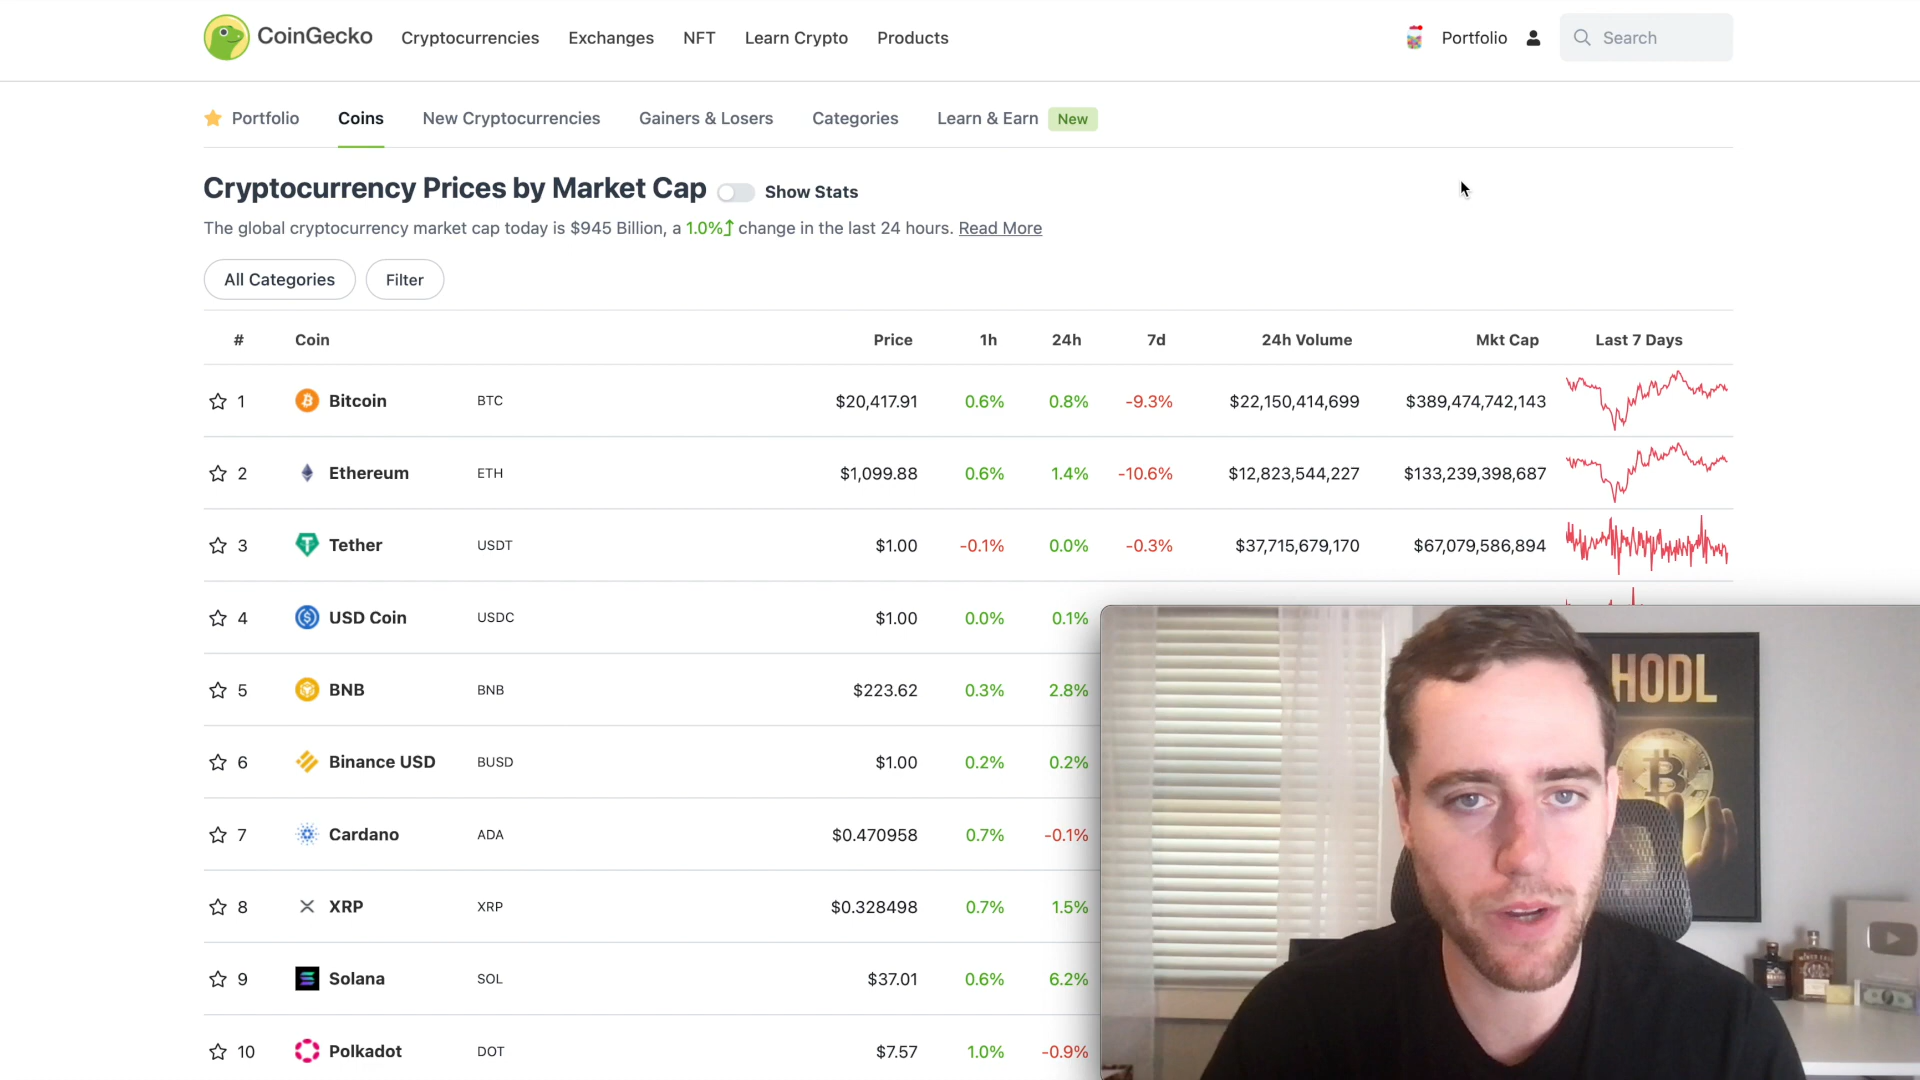 CoinGecko Cryptocurrencies Exchanges NFT Learn Crypto Products Portfolio Search
Portfolio Coins New Cryptocurrencies Gainers & Losers Categories Learn & Earn New
Cryptocurrency Prices by Market Cap Show Stats
The global cryptocurrency market cap today is $945 Billion, a 1.0% change in the last 24 hours. Read More
All Categories Filter
# Coin Price 1h 24h 7d 24h Volume Mkt Cap Last 7 Days
1 Bitcoin BTC $20,417.91 0.6% 0.8% -9.3% $22,150,414,699 $389,474,742,143
2 Ethereum ETH $1,099.88 0.6% 1.4% -10.6% $12,823,544,227 $133,239,398,687
3 Tether USDT $1.00 -0.1% 0.0% -0.3% $37,715,679,170 $67,079,586,894
4 USD Coin USDC $1.00 0.0% 0.1%
5 BNB BNB $223.62 0.3% 2.8%
6 Binance USD BUSD $1.00 0.2% 0.2%
7 Cardano ADA $0.470958 0.7% -0.1%
8 XRP XRP $0.328498 0.7% 1.5%
9 Solana SOL $37.01 0.6% 6.2%
10 Polkadot DOT $7.57 1.0% -0.9%
HODL